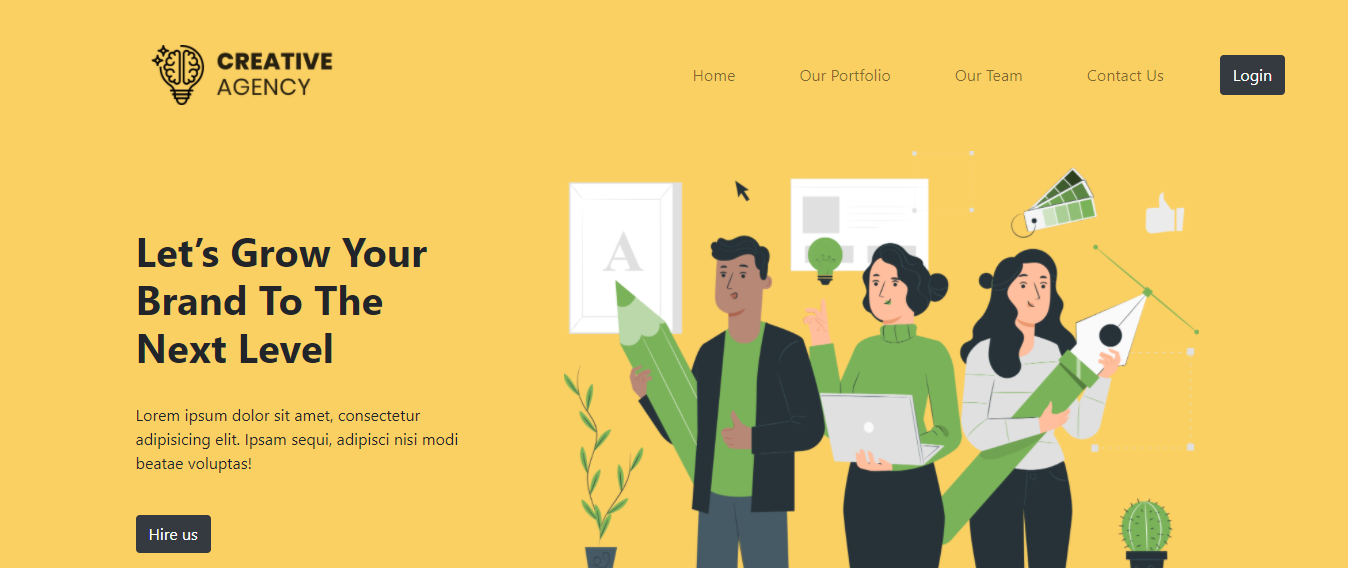 CREATIVE
AGENCY
Home
Our Portfolio
Our Team
Contact Us
Login
A
Let’s Grow Your
Brand To The
Next Level
Lorem ipsum dolor sit amet, consectetur
adipisicing elit. Ipsam sequi, adipisci nisi modi
beatae voluptas!
Hire us